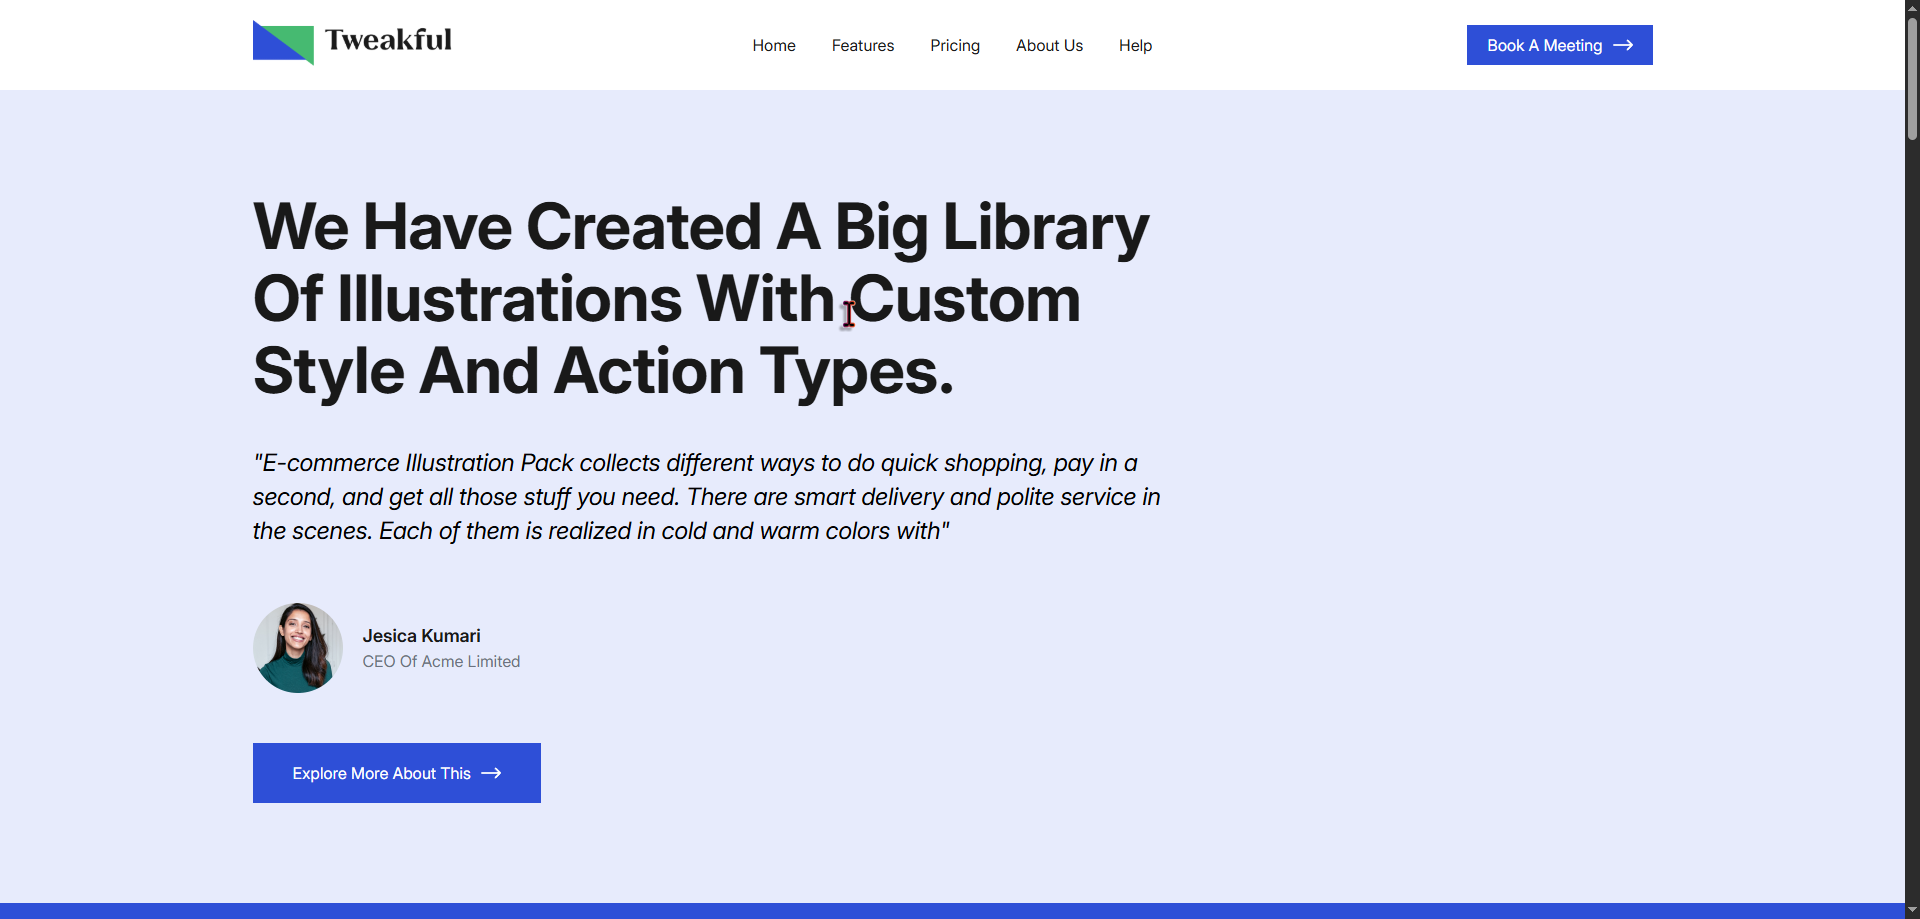 Tweakful
Home Features Pricing About Us Help
Book A Meeting
We Have Created A Big Library
Of Illustrations With Custom
Style And Action Types.
"E-commerce Illustration Pack collects different ways to do quick shopping, pay in a
second, and get all those stuff you need. There are smart delivery and polite service in
the scenes. Each of them is realized in cold and warm colors with"
Jesica Kumari
CEO Of Acme Limited
Explore More About This